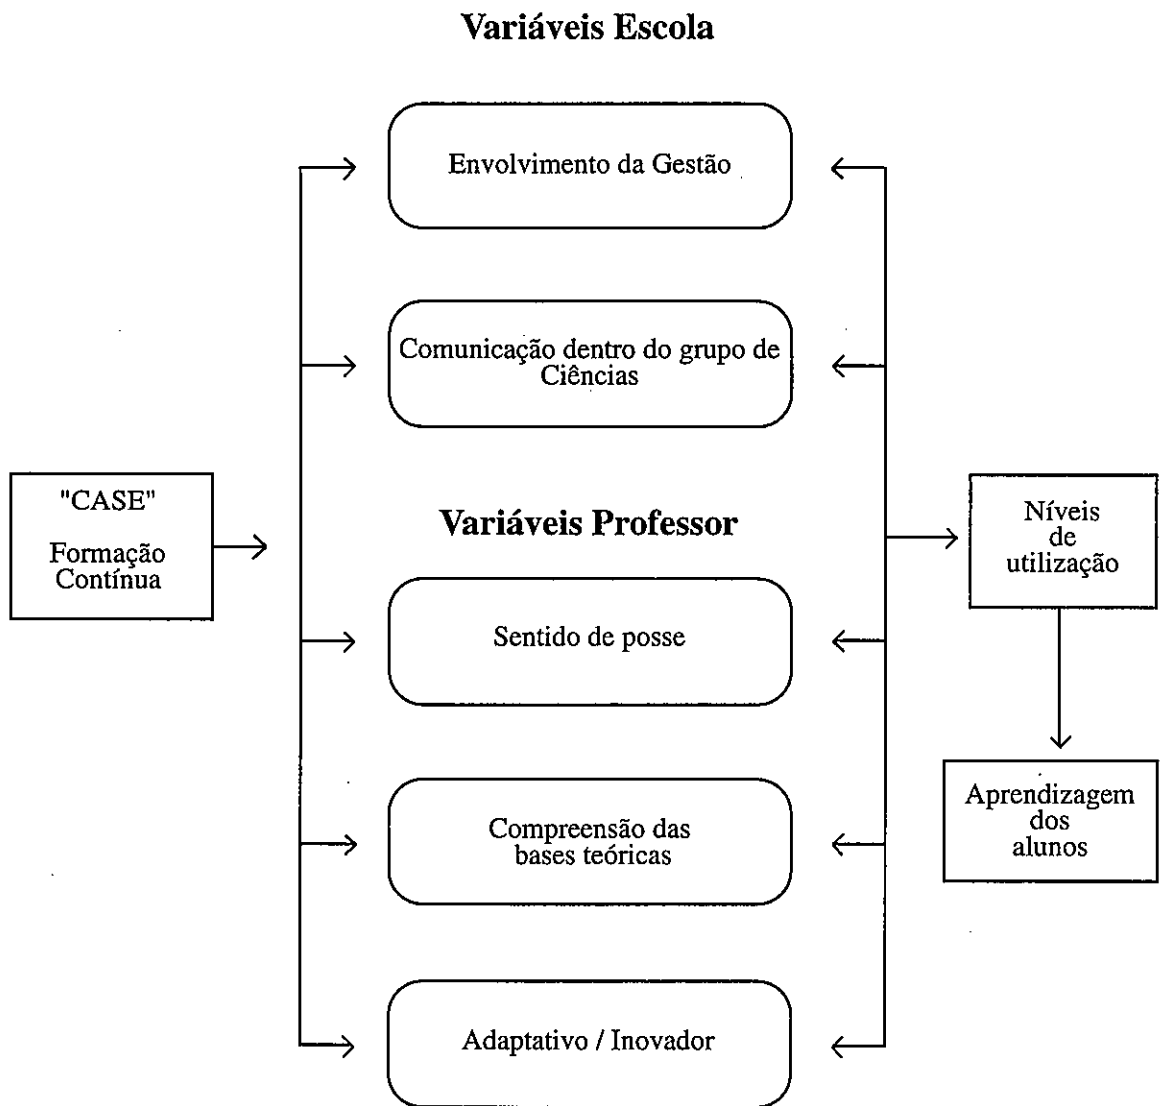 Variáveis Escola
Envolvimento da Gestão
Comunicação dentro do grupo de
Ciências
"CASE"
Formação
Contínua
Variáveis Professor
Níveis
de
utilização
Sentido de posse
Compreensão das
bases teóricas
Aprendizagem
dos
alunos
Adaptativo / Inovador